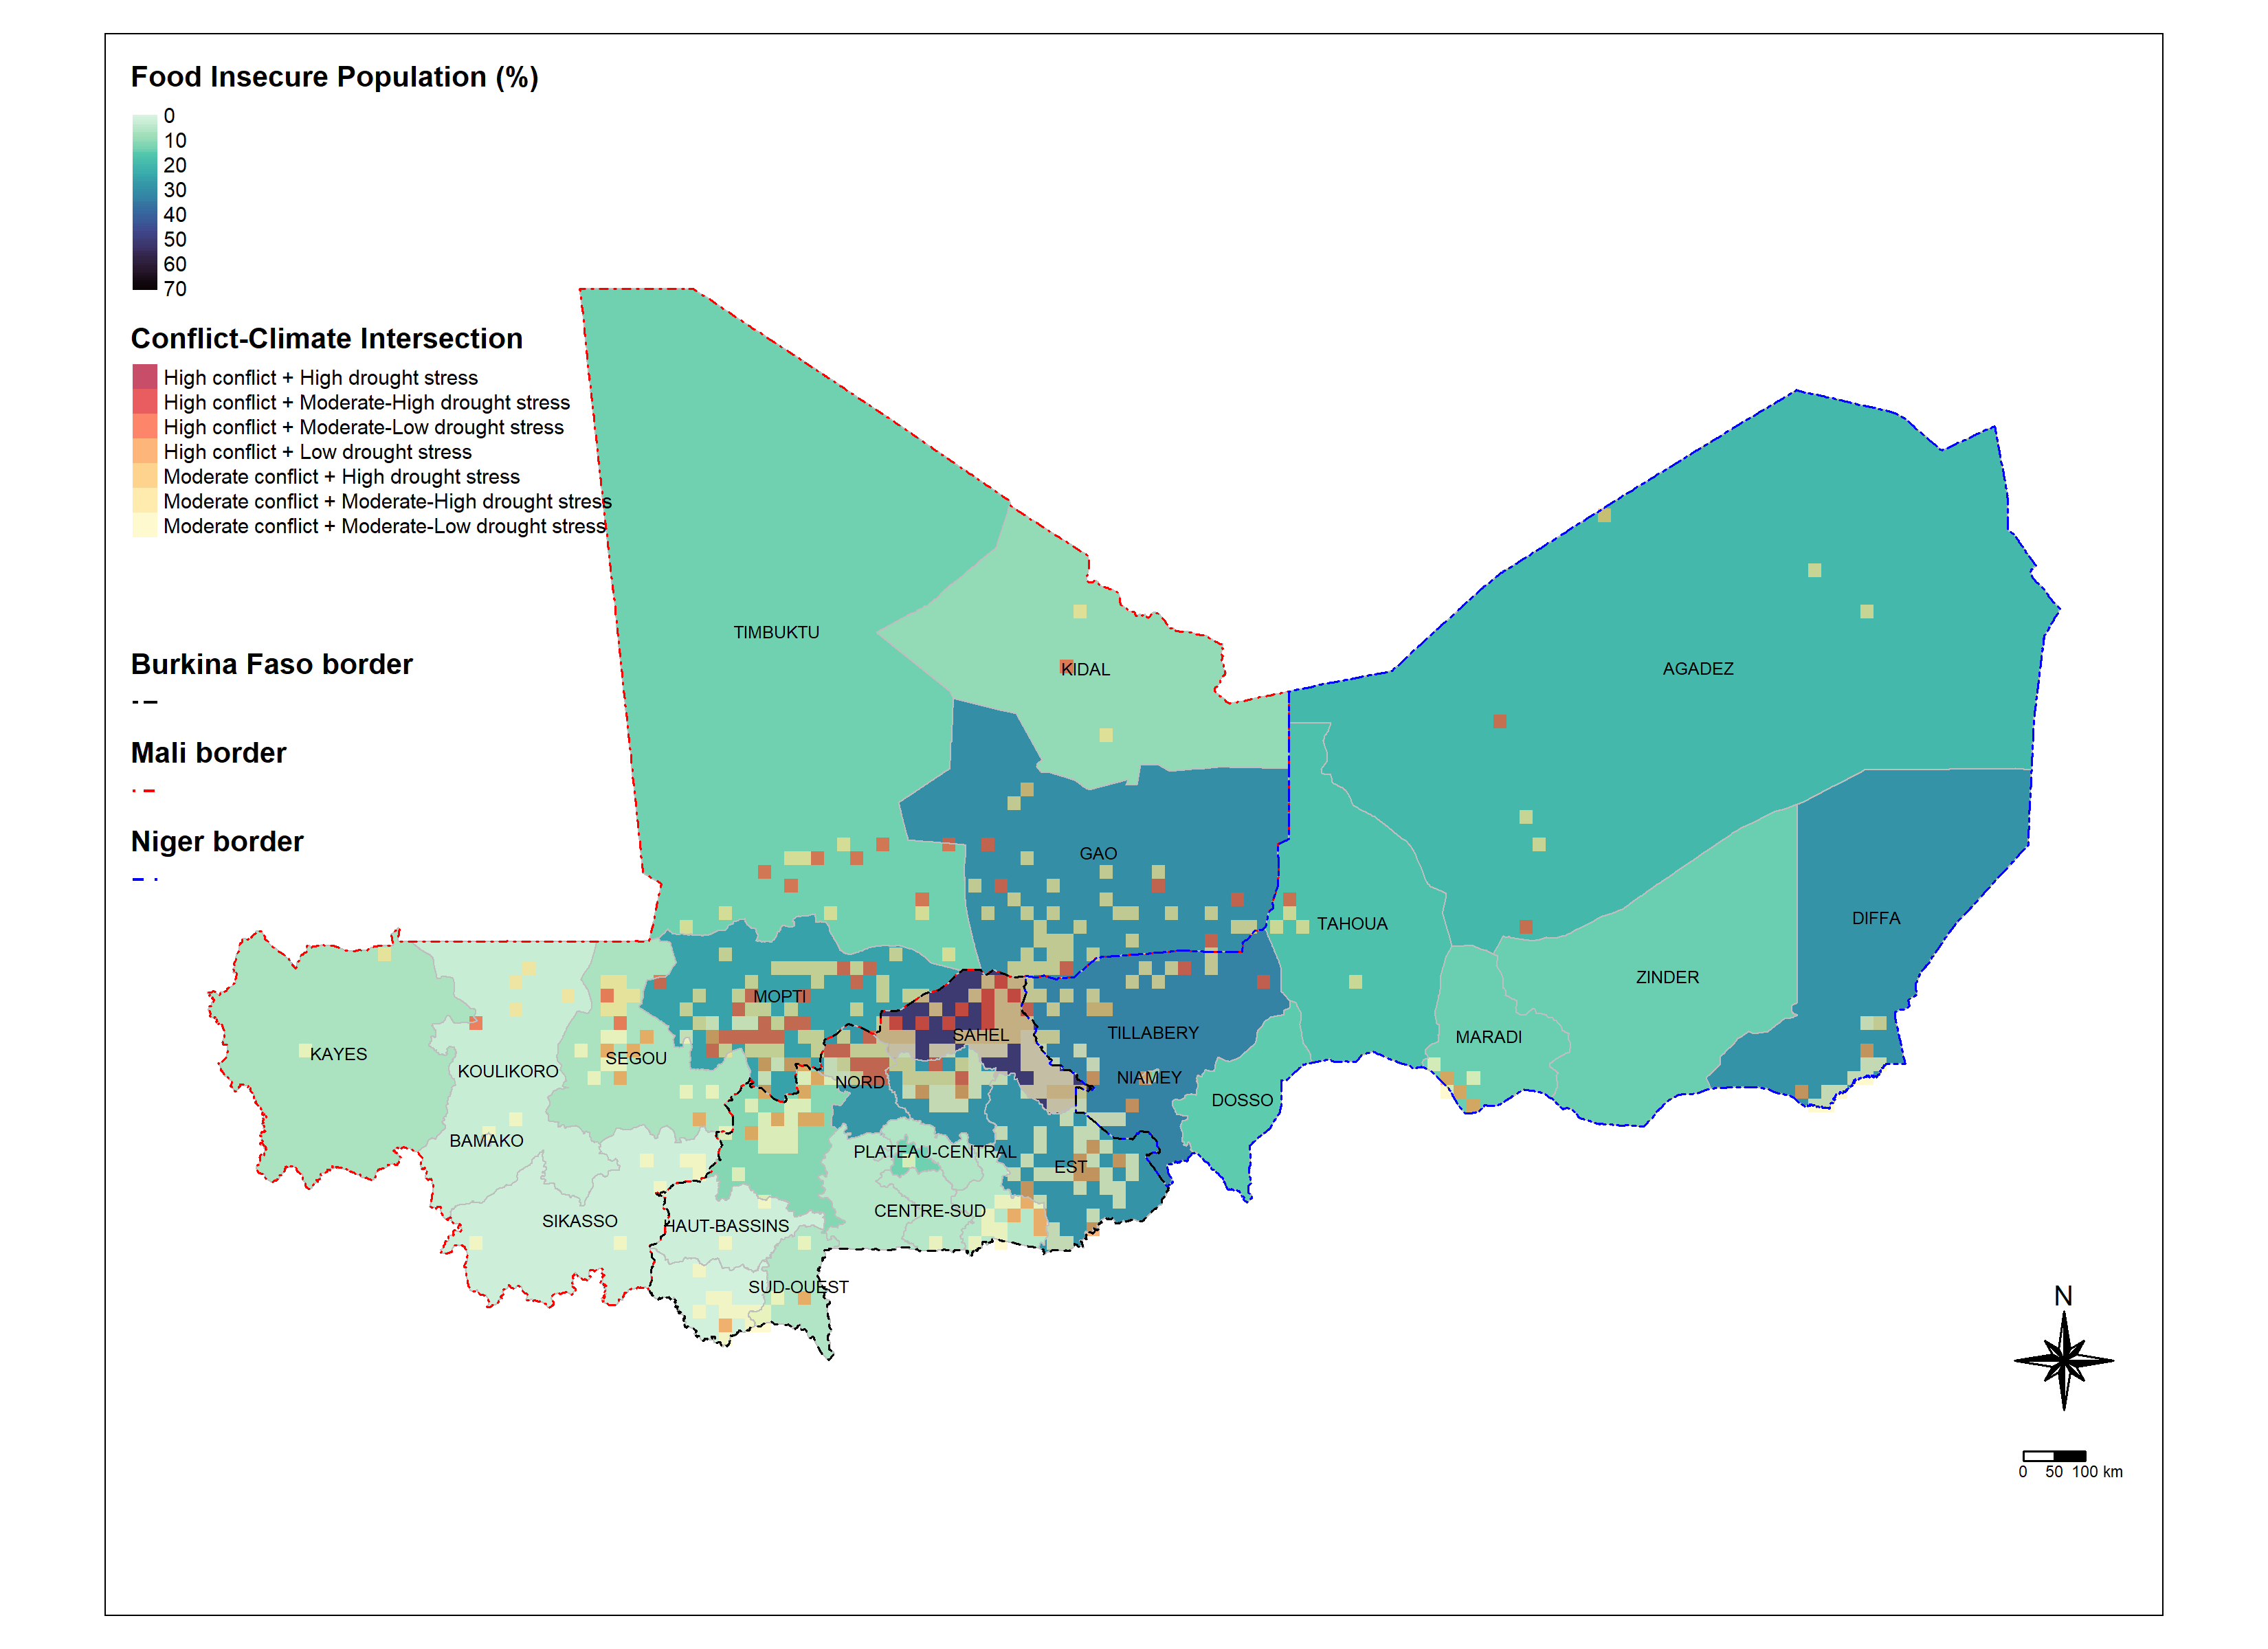 Food Insecure Population (%)
0
10
20
30
40
50
60
70
Conflict-Climate Intersection
High conflict + High drought stress
High conflict + Moderate-High drought stress
High conflict + Moderate-Low drought stress
High conflict + Low drought stress
Moderate conflict + High drought stress
Moderate conflict + Moderate-High drought stress
Moderate conflict + Moderate-Low drought stress
Burkina Faso border
Mali border
Niger border
TIMBUKTU
KIDAL
AGADEZ
GAO
DIFFA
TAHOUA
ZINDER
MOPTI
SAHEL
TILLABERY
MARADI
KAYES
SEGOU
KOULIKORO
NORD
NIAMEY
DOSSO
BAMAKO
PLATEAU-CENTRAL
EST
CENTRE-SUD
SIKASSO
HAUT-BASSINS
SUD-OUEST
N
0 50 100 km